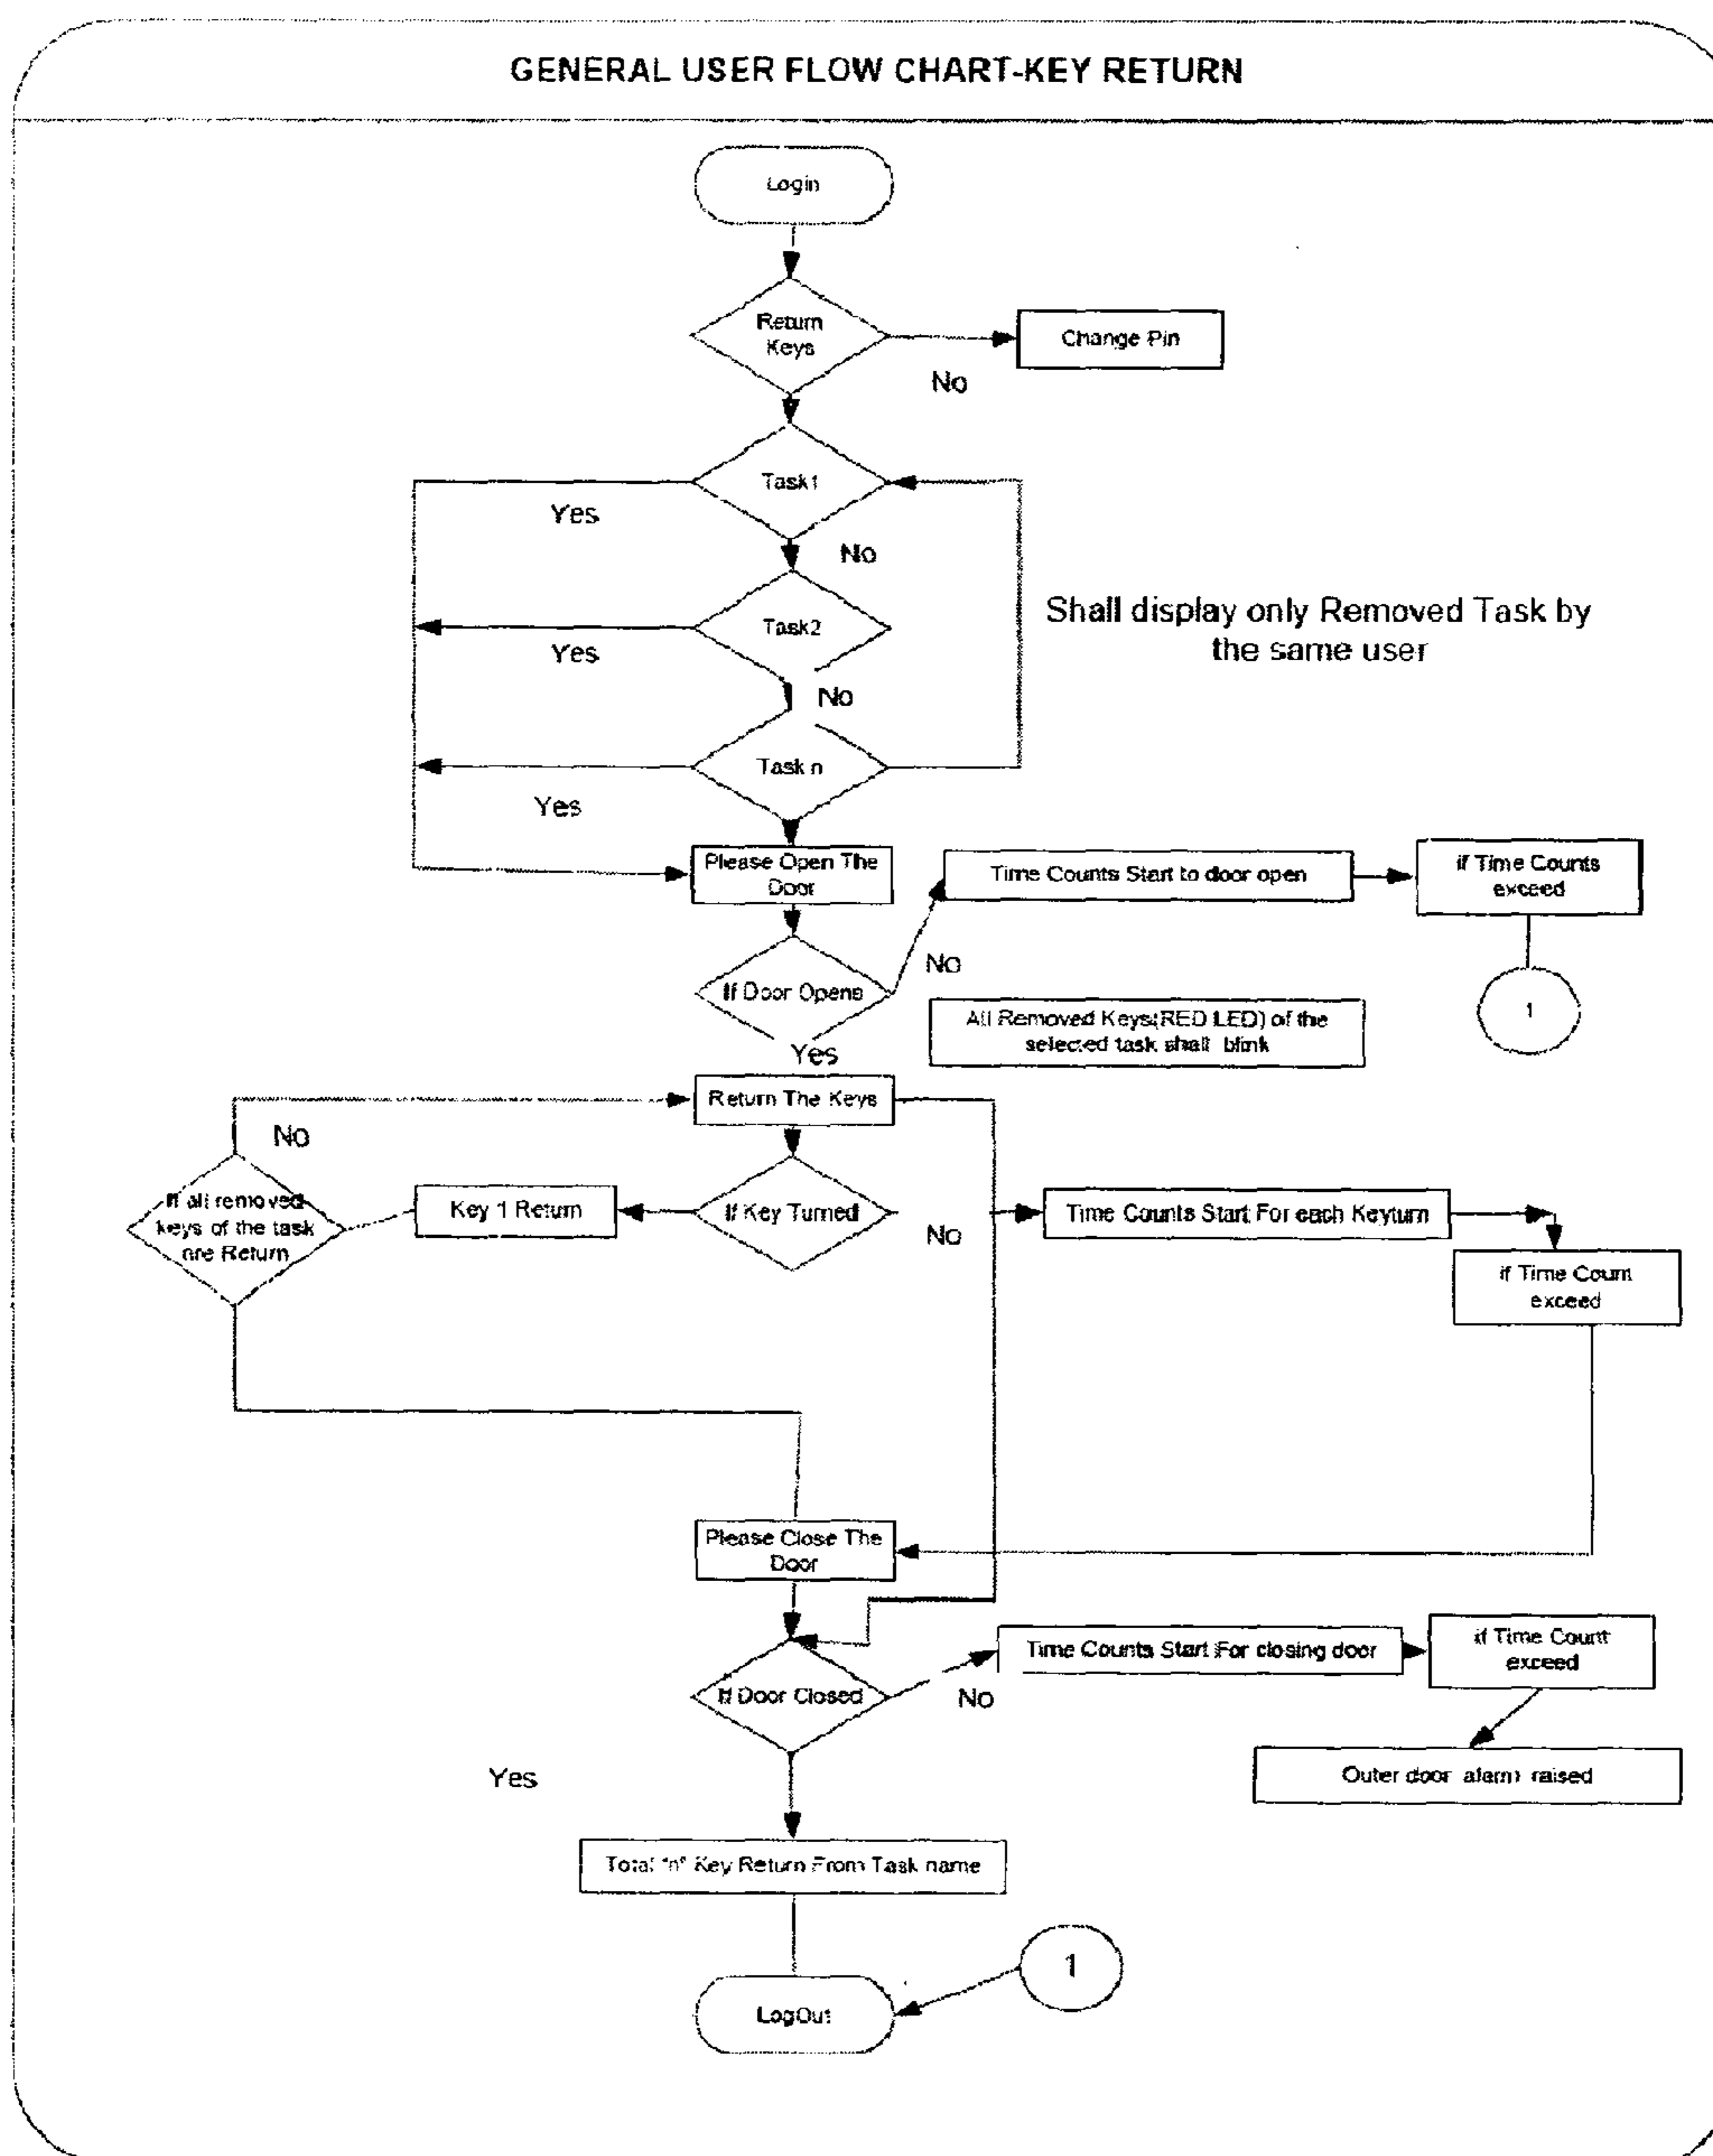 GENERAL USER FLOW CHART-KEY RETURN
Login
Return
Keys
Change Pin
No
Task1
Yes
No
Task2
Yes
No
Shall display only Removed Task by
the same user
Task n
Yes
Please Open The
Door
Time Counts Start to door open
if Time Counts
exceed
No
If Door Opens
1
All Removed Keys(RED LED) of the
selected task shall blink
Yes
Return The Keys
No
If all removed
keys of the task
are Return
Key 1 Return
If Key Turned
No
Time Counts Start For each Keyturn
if Time Count
exceed
Please Close The
Door
If Door Closed
No
Time Counts Start For closing door
if Time Count
exceed
Outer door alarm raised
Yes
Total "n" Key Return From Task name
1
LogOut